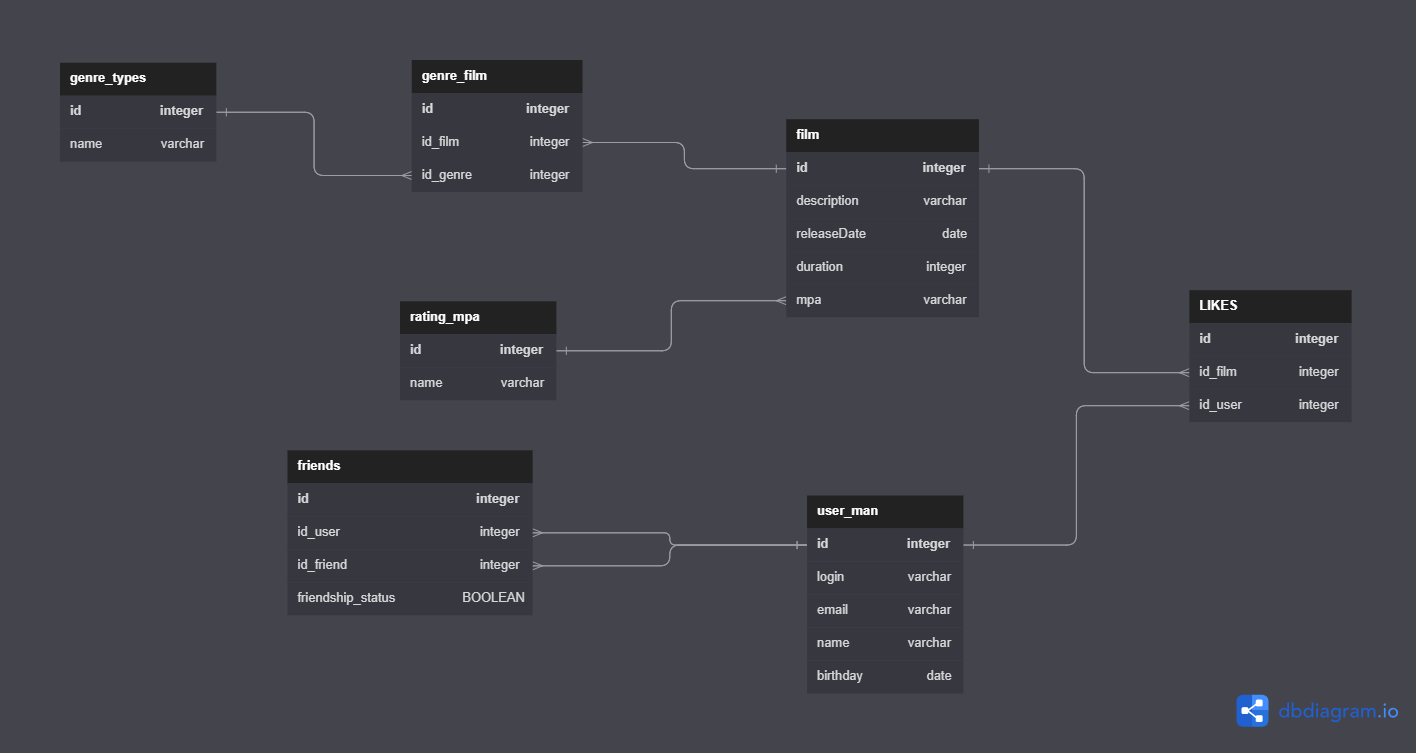 genre_types
id integer
name varchar
genre_film
id integer
id_film integer
id_genre integer
film
id integer
description varchar
releaseDate date
duration integer
mpa varchar
rating_mpa
id integer
name varchar
LIKES
id integer
id_film integer
id_user integer
friends
id integer
id_user integer
id_friend integer
friendship_status BOOLEAN
user_man
id integer
login varchar
email varchar
name varchar
birthday date
dbdiagram.io